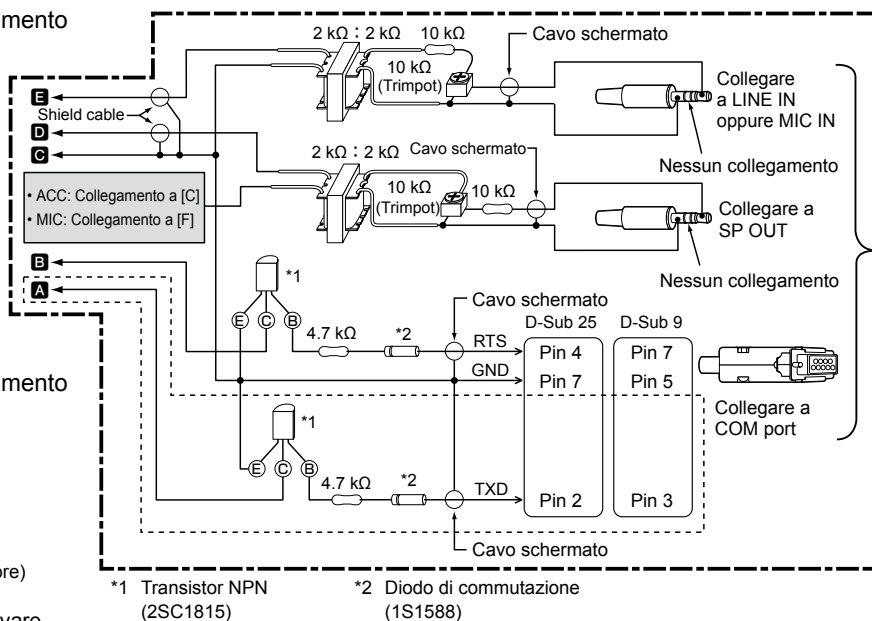 mento
2 kΩ : 2 kΩ
10 kΩ
Cavo schermato
10 kΩ
(Trimpot)
Collegare
a LINE IN
oppure MIC IN
E
Shield cable
D
C
Nessun collegamento
2 kΩ : 2 kΩ
Cavo schermato
• ACC: Collegamento a [C]
• MIC: Collegamento a [F]
10 kΩ
(Trimpot)
10 kΩ
Collegare a
SP OUT
Nessun collegamento
B
*1
A
Cavo schermato
D-Sub 25
D-Sub 9
E
C
B
4.7 kΩ
*2
RTS
Pin 4
Pin 7
GND
Pin 7
Pin 5
amento
Collegare a
COM port
*1
E
C
B
4.7 kΩ
*2
TXD
Pin 2
Pin 3
Cavo schermato
ore)
*1 Transistor NPN
(2SC1815)
*2 Diodo di commutazione
(1S1588)